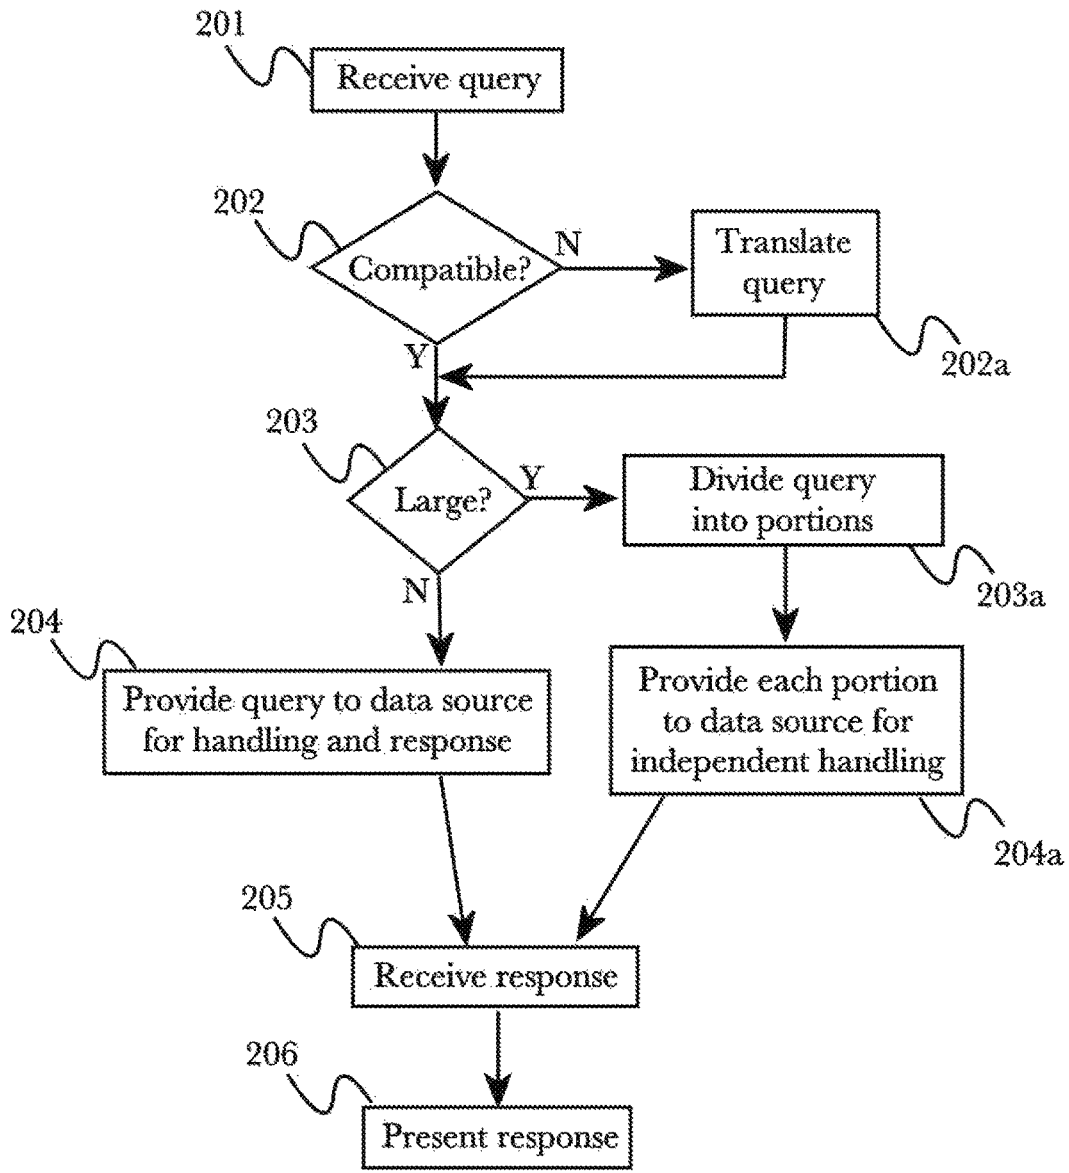 201
Receive query
202
Compatible?
N
Translate
query
202a
Y
203
Large?
Y
Divide query
into portions
203a
N
204
Provide query to data source
for handling and response
Provide each portion
to data source for
independent handling
204a
205
Receive response
206
Present response